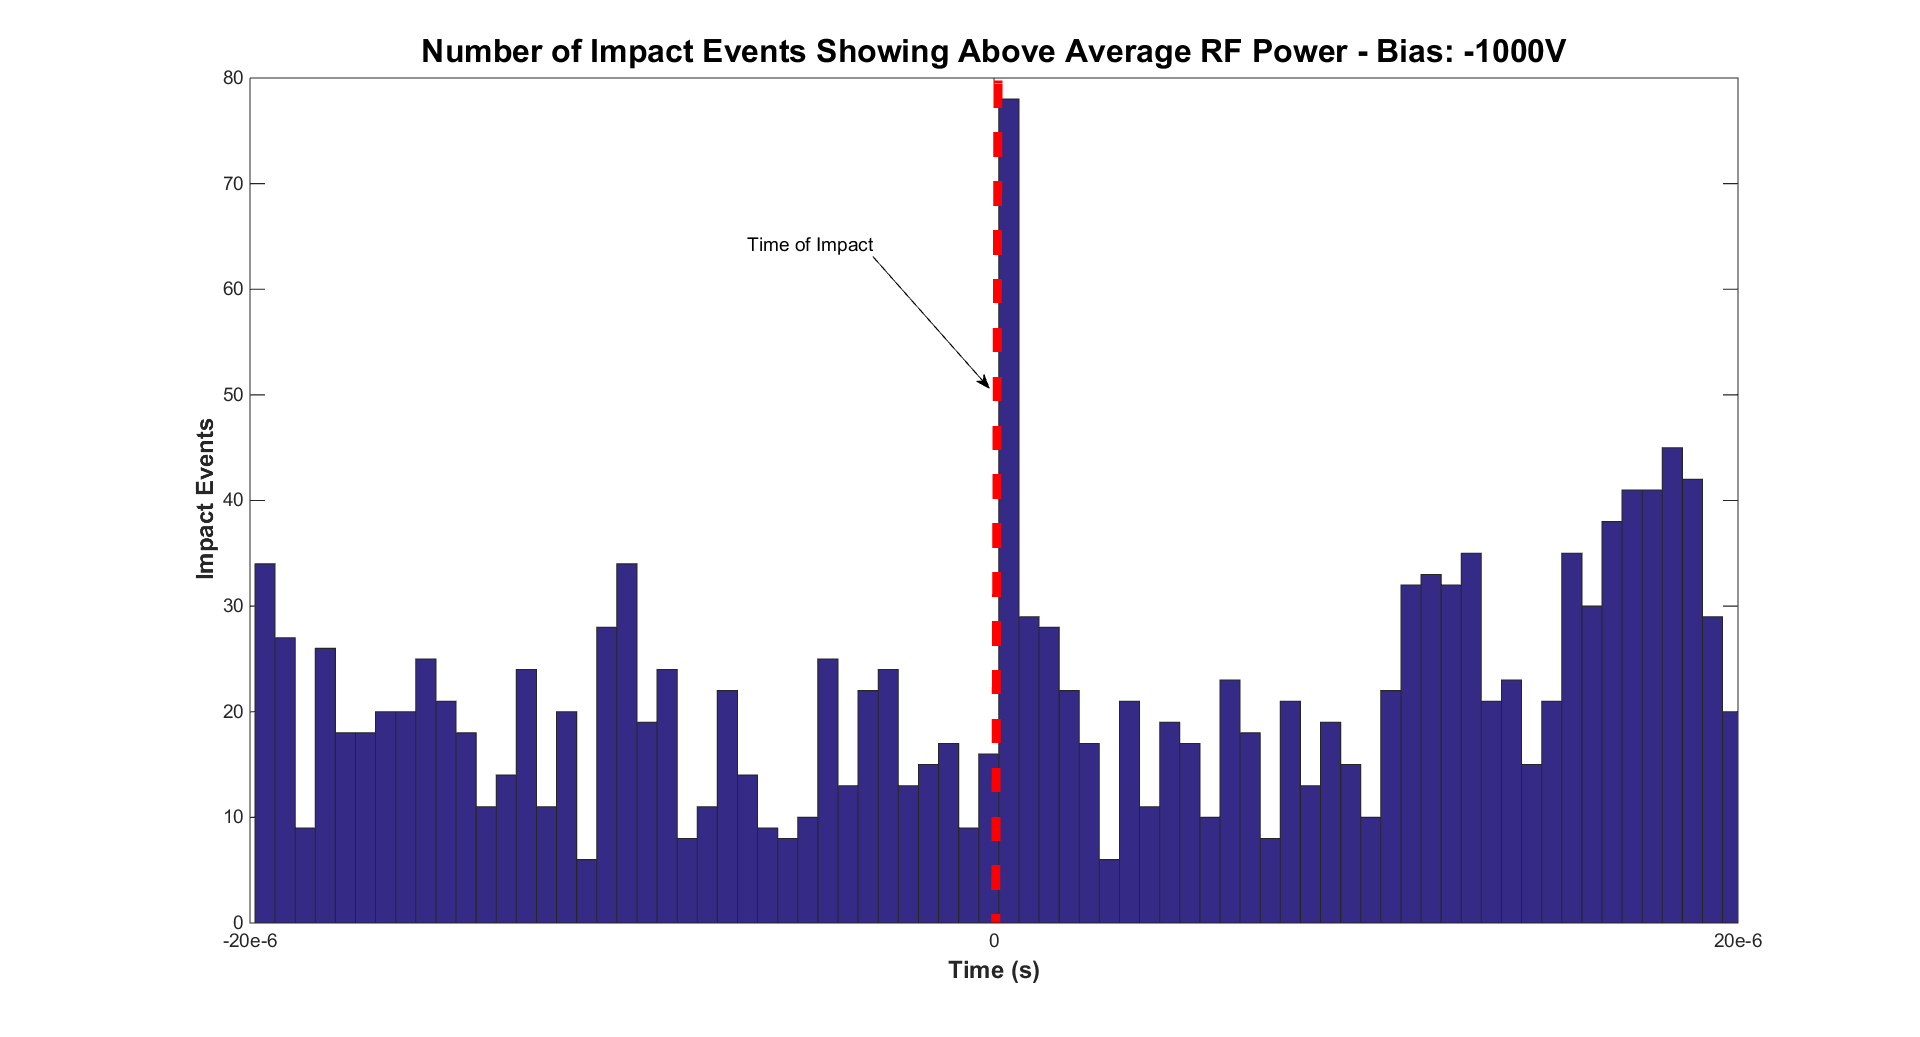 Number of Impact Events Showing Above Average RF Power - Bias: -1000V
80
70
60
50
40
30
20
10
0
Impact Events
Time of Impact
-20e-6
0
20e-6
Time (s)